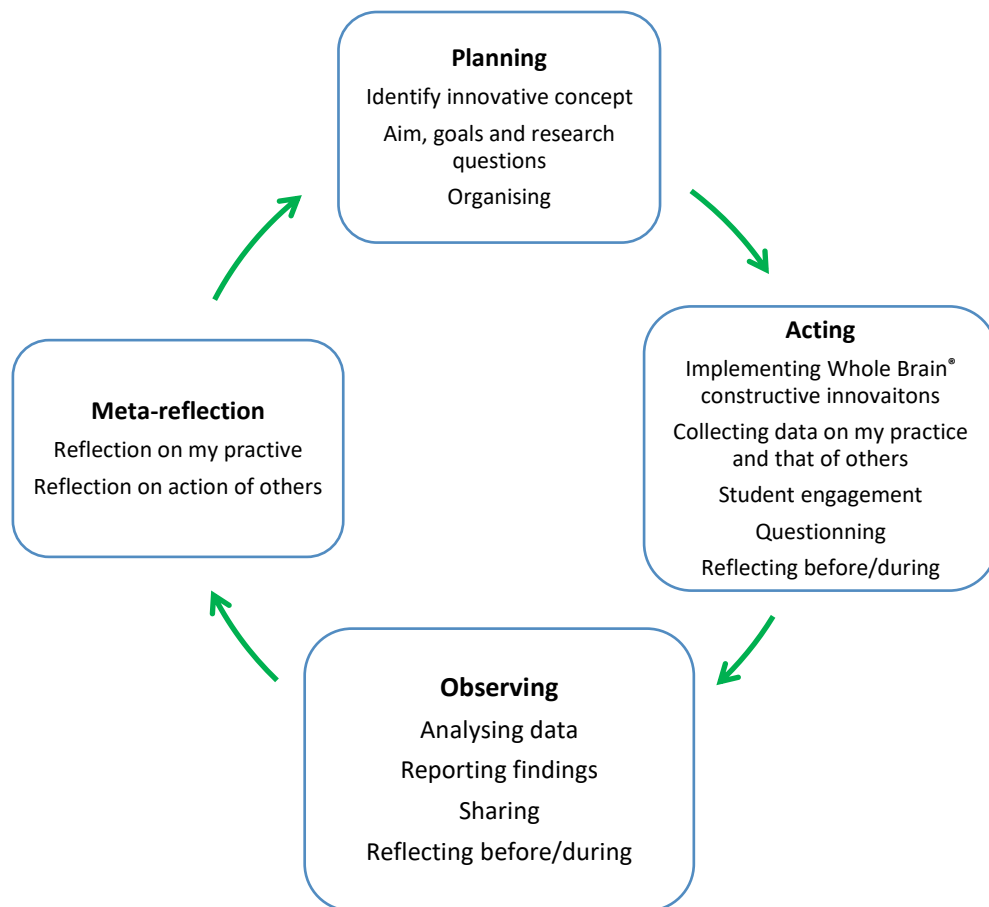 Planning
Identify innovative concept
Aim, goals and research
questions
Organising
Acting
Implementing Whole Brain®
constructive innovaitons
Collecting data on my practice
and that of others
Student engagement
Questionning
Reflecting before/during
Observing
Analysing data
Reporting findings
Sharing
Reflecting before/during
Meta-reflection
Reflection on my practive
Reflection on action of others